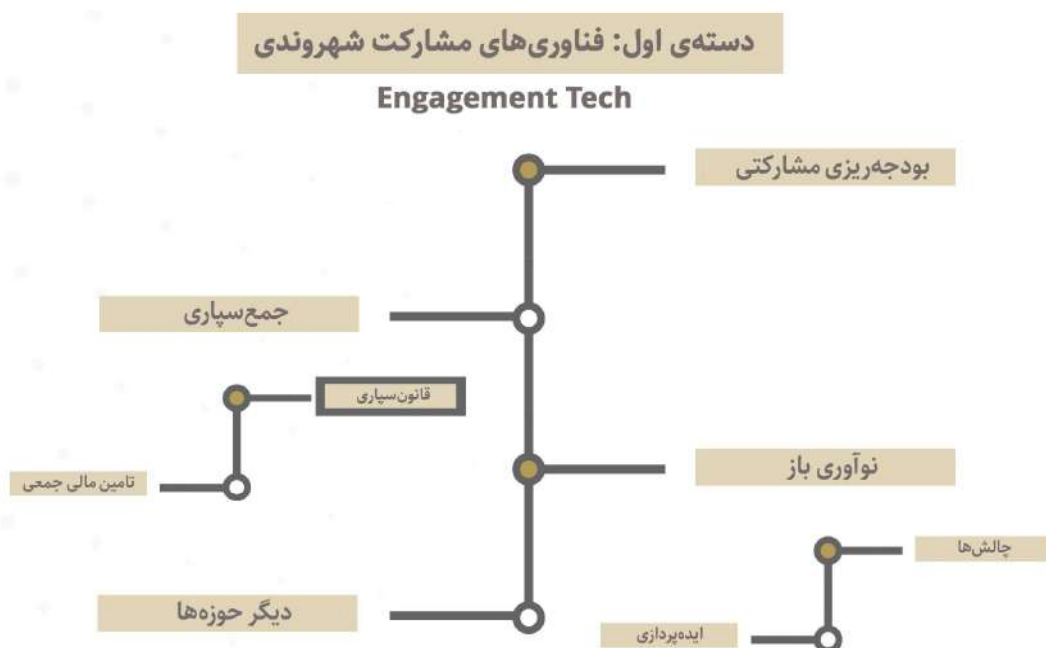 دسته‌ی اول: فناوری‌های مشارکت شهروندی
Engagement Tech
بودجه‌ریزی مشارکتی
جمع‌سپاری
قانون‌سپاری
تامین مالی جمعی
نوآوری باز
چالش‌ها
ایده‌پردازی
دیگر حوزه‌ها